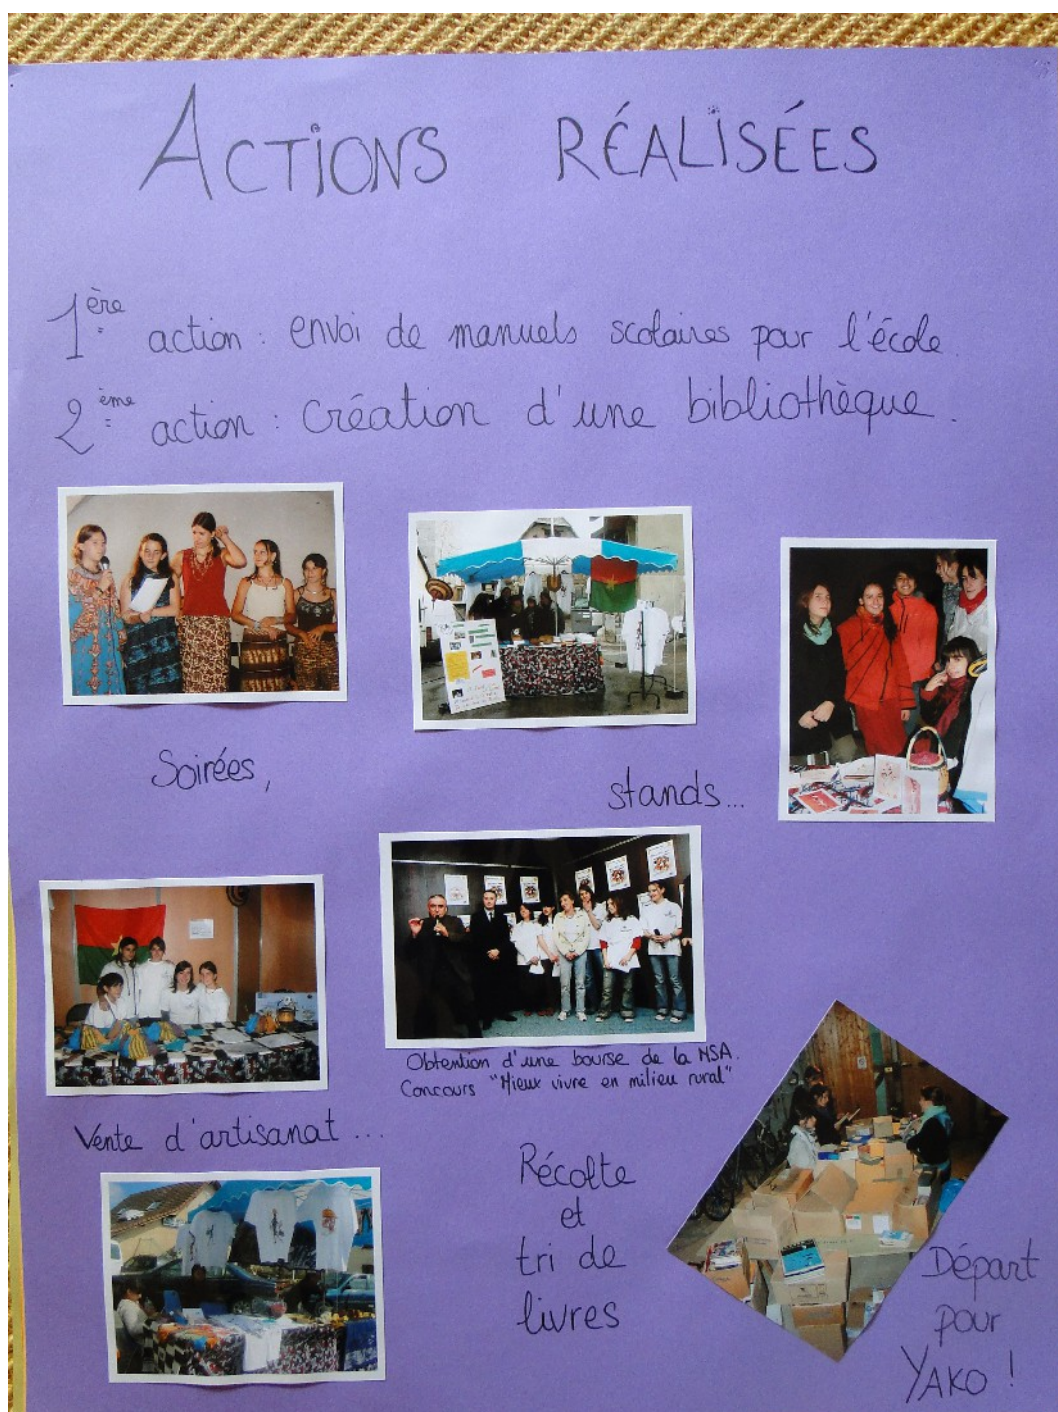 ACTIONS RÉALISÉES
1ère action : envoi de manuels scolaires pour l'école.
2ème action : création d'une bibliothèque.
Soirées,
stands...
Obtention d'une bourse de la MSA.
Concours "Mieux vivre en milieu rural"
Vente d'artisanat...
Récolte
et
tri de
livres
Départ
pour
YAKO !